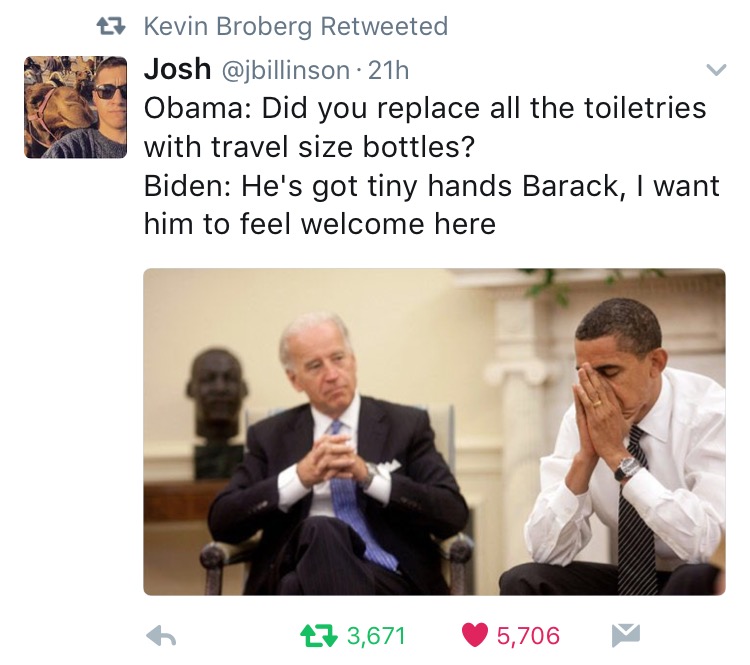 Kevin Broberg Retweeted
Josh @jbillinson · 21h
Obama: Did you replace all the toiletries
with travel size bottles?
Biden: He's got tiny hands Barack, I want
him to feel welcome here
3,671 5,706